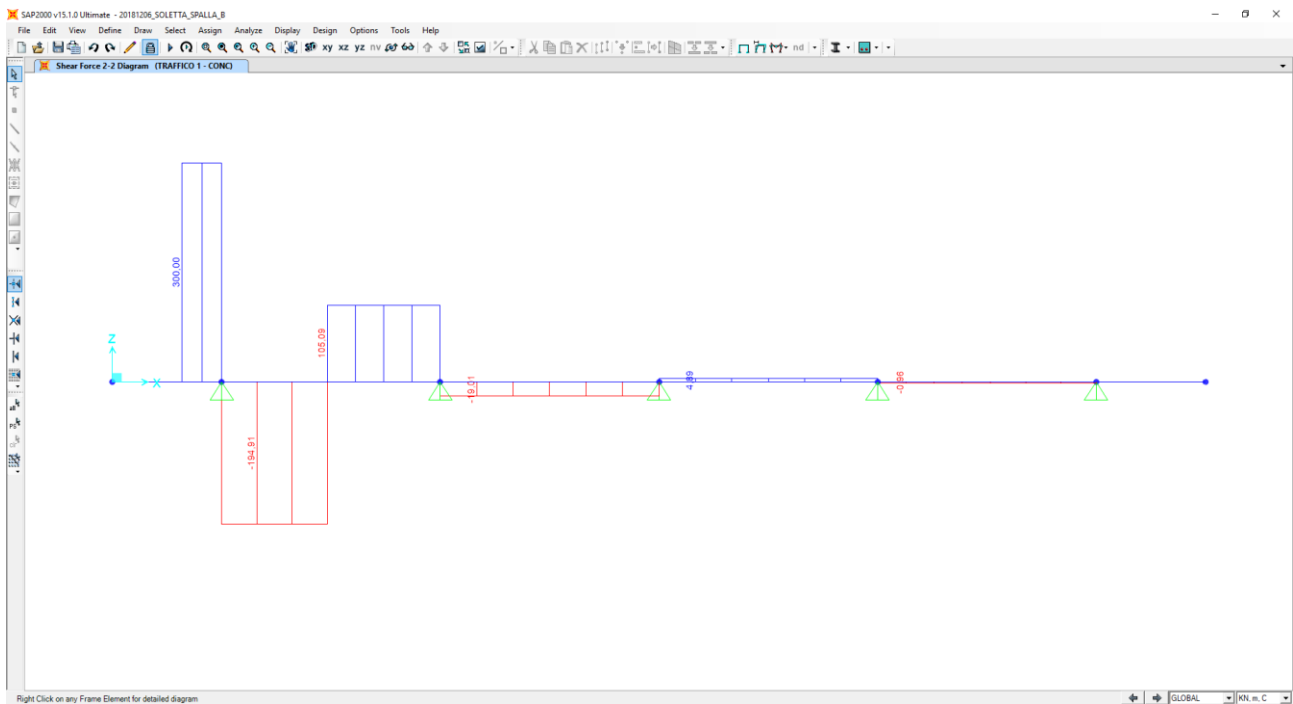 SAP2000 v15.1.0 Ultimate - 20181206_SOLETTA_SPALLA_B
File Edit View Define Draw Select Assign Analyze Display Design Options Tools Help
xy xz yz nv nd
Shear Force 2-2 Diagram (TRAFFICO 1 - CONC)
300.00
Z
X
105.09
-194.91
-19.01
4.89
-0.96
Right Click on any Frame Element for detailed diagram
GLOBAL
KN, m, C